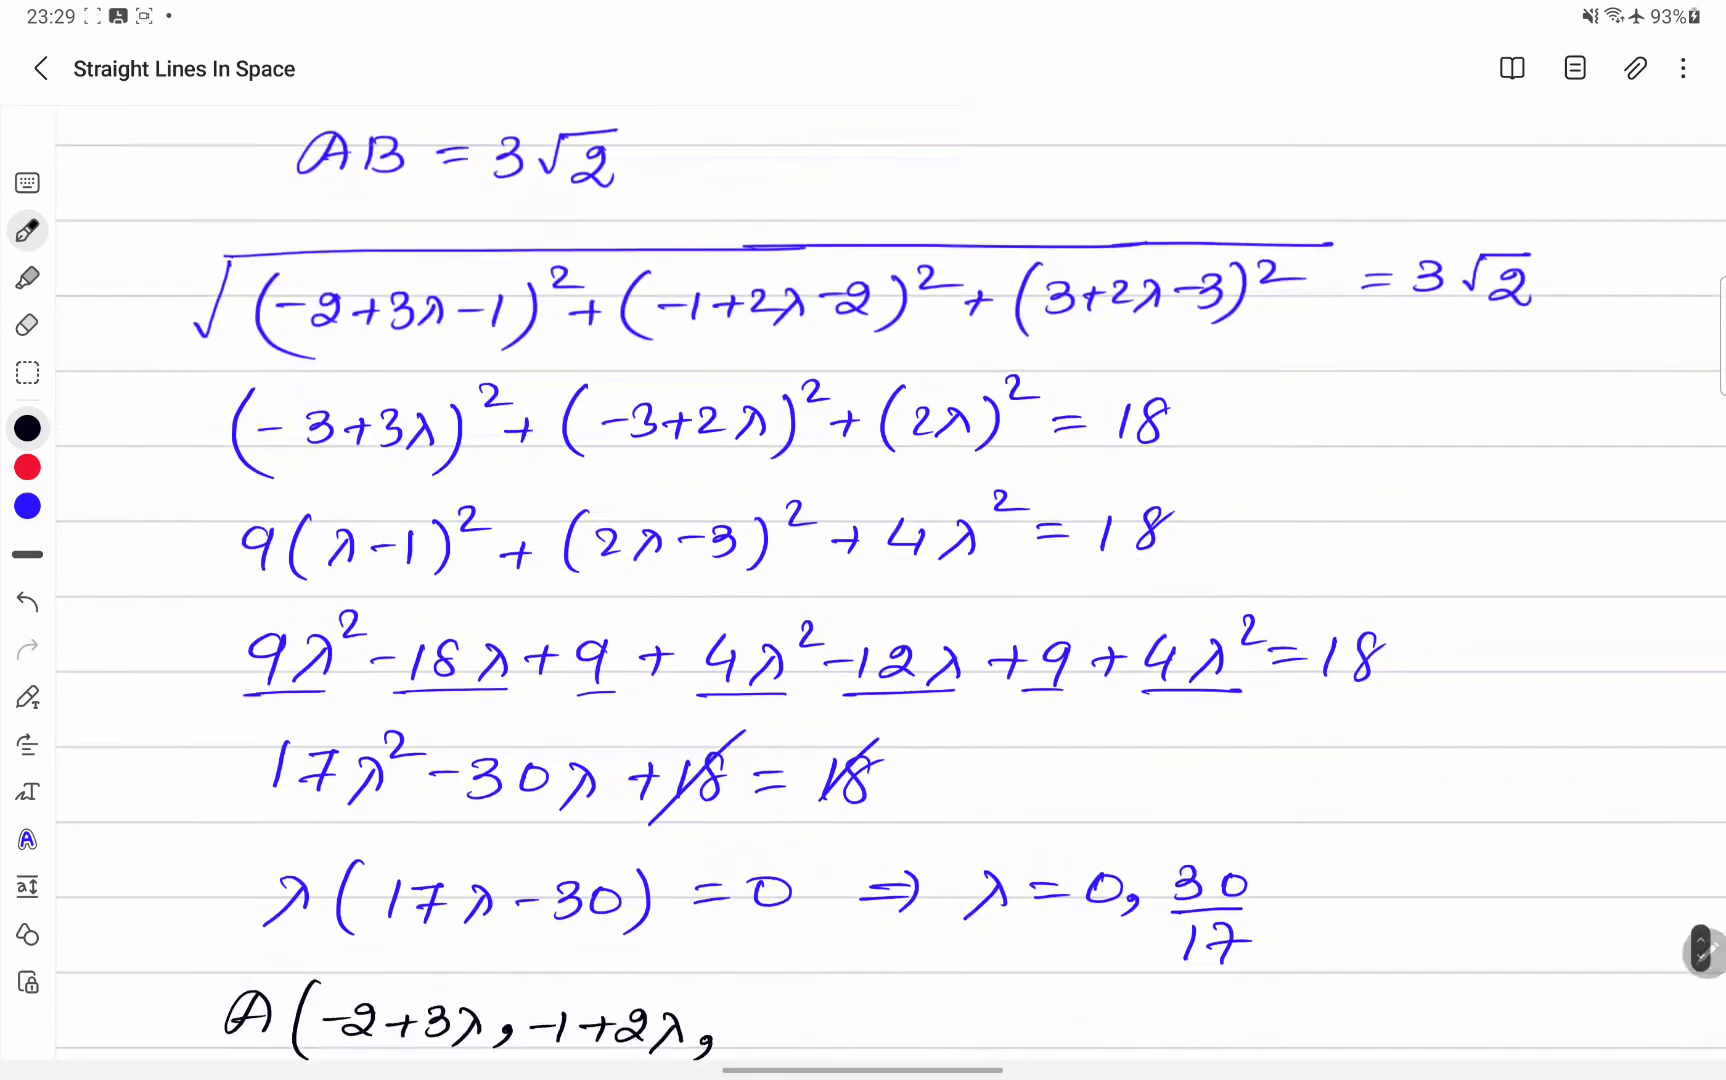 23:29
93%
Straight Lines In Space
AB = 3√2
√((-2+3λ-1)² + (-1+2λ-2)² + (3+2λ-3)²) = 3√2
(-3+3λ)² + (-3+2λ)² + (2λ)² = 18
9(λ-1)² + (2λ-3)² + 4λ² = 18
9λ² - 18λ + 9 + 4λ² - 12λ + 9 + 4λ² = 18
17λ² - 30λ + 18 = 18
λ(17λ-30) = 0 ⇒ λ = 0, 30/17
A(-2+3λ, -1+2λ,